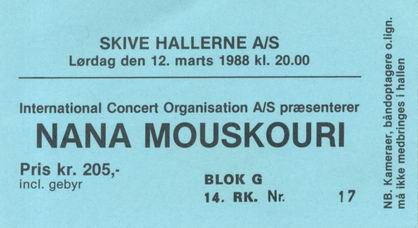 SKIVE HALLERNE A/S
Lørdag den 12. marts 1988 kl. 20.00
International Concert Organisation A/S præsenterer
NANA MOUSKOURI
Pris kr. 205,-
incl. gebyr
BLOK G
14. RK. Nr. 17
NB. Kameraer, båndoptagere o.lign.
må ikke medbringes i hallen